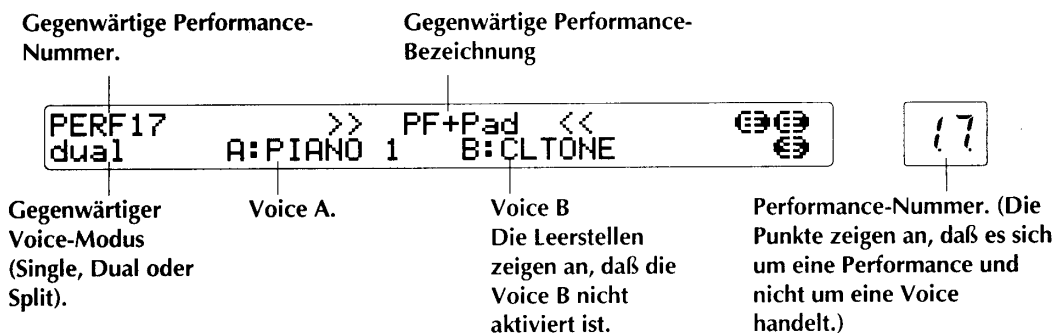 Gegenwärtige Performance-
Nummer.
Gegenwärtige Performance-
Bezeichnung
PERF17 >> PF+Pad <<
dual A:PIANO 1 B:CLTONE
1.7.
Gegenwärtiger
Voice-Modus
(Single, Dual oder
Split).
Voice A.
Voice B
Die Leerstellen
zeigen an, daß die
Voice B nicht
aktiviert ist.
Performance-Nummer. (Die
Punkte zeigen an, daß es sich
um eine Performance und
nicht um eine Voice
handelt.)